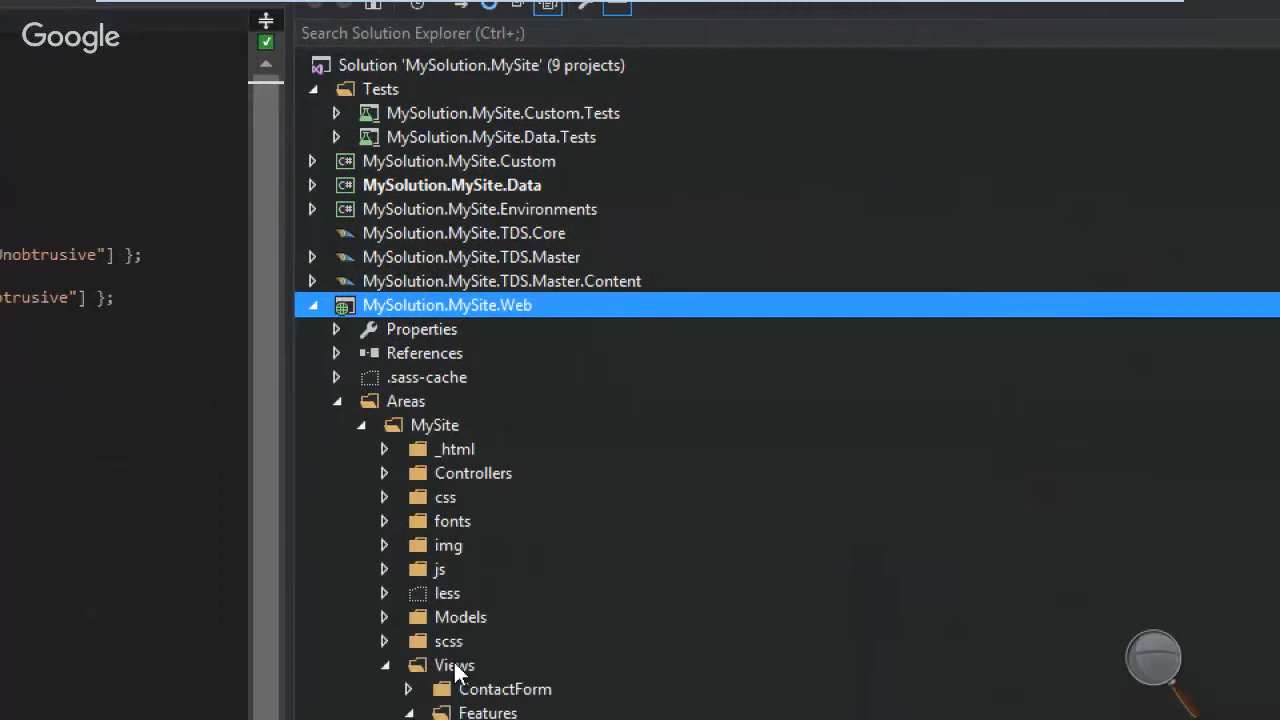 Google
Unobtrusive"] };
otrusive"] };
Search Solution Explorer (Ctrl+;)
Solution 'MySolution.MySite' (9 projects)
Tests
MySolution.MySite.Custom.Tests
MySolution.MySite.Data.Tests
C# MySolution.MySite.Custom
C# MySolution.MySite.Data
C# MySolution.MySite.Environments
MySolution.MySite.TDS.Core
MySolution.MySite.TDS.Master
MySolution.MySite.TDS.Master.Content
MySolution.MySite.Web
Properties
References
.sass-cache
Areas
MySite
_html
Controllers
css
fonts
img
js
less
Models
scss
Views
ContactForm
Features